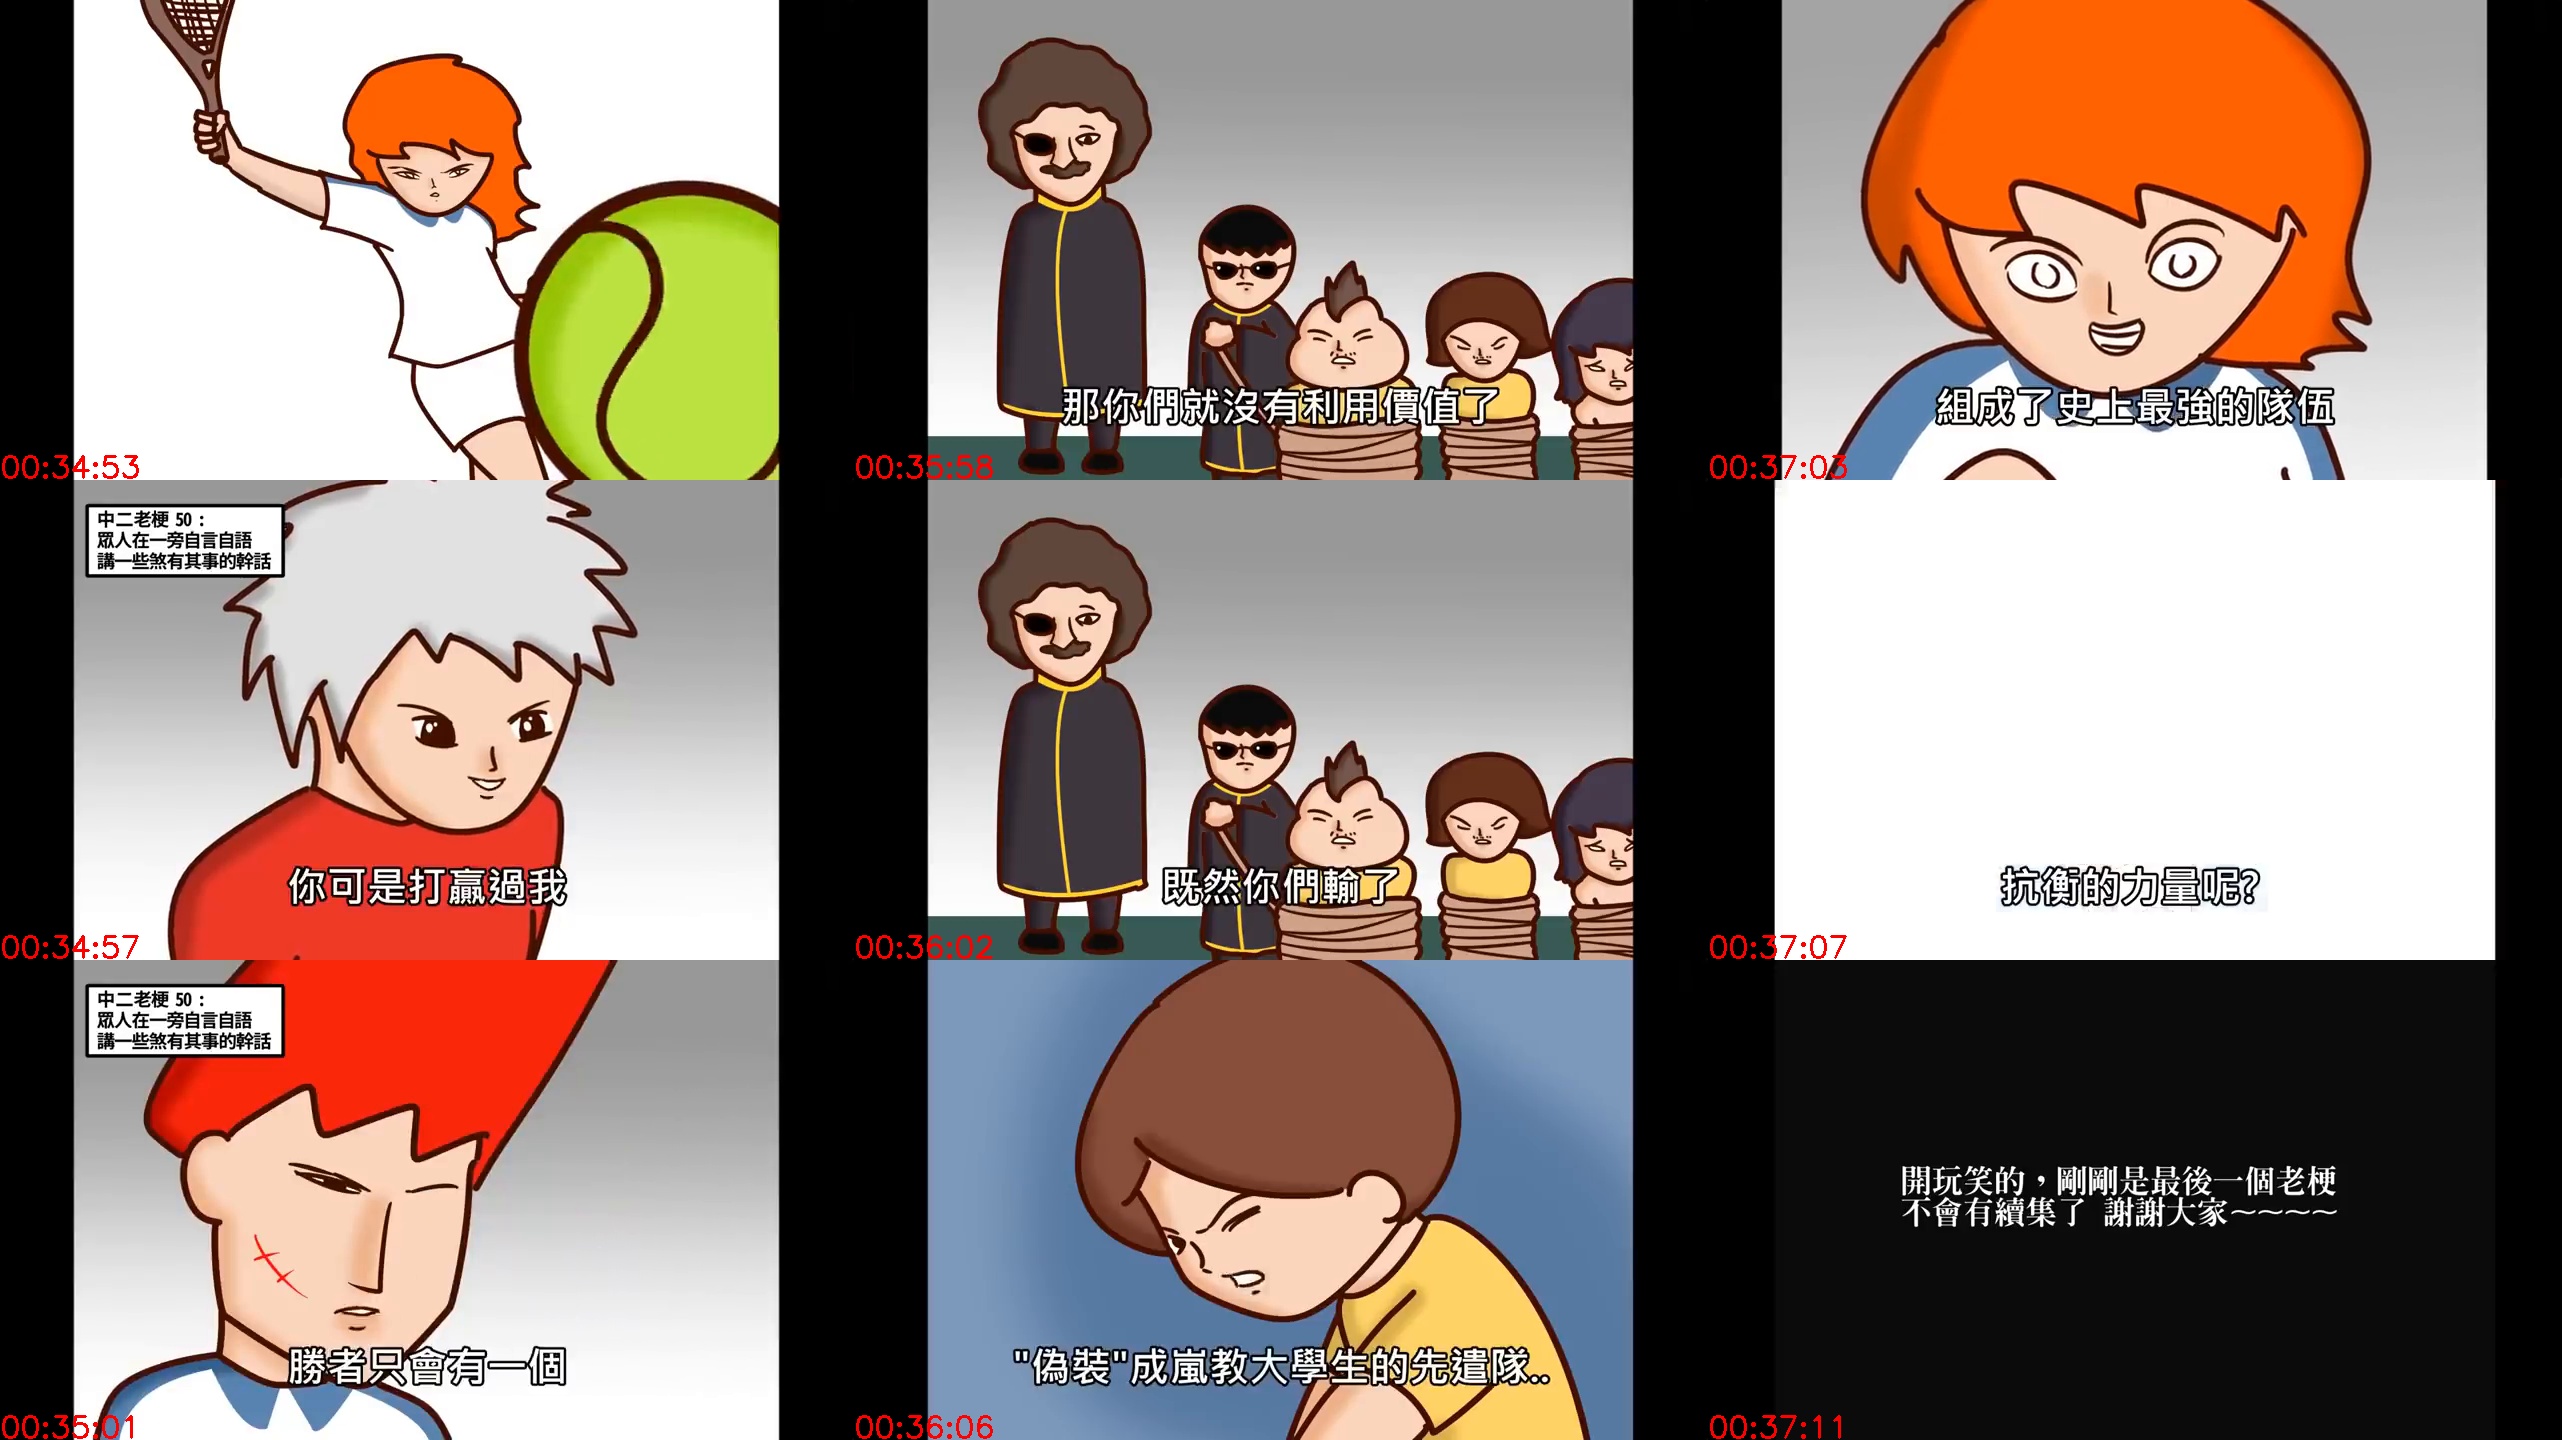 00:34:53
那你們就沒有利用價值了
00:35:58
組成了史上最強的隊伍
00:37:03
中二老梗 50：
眾人在一旁自言自語
講一些煞有其事的幹話
你可是打贏過我
00:34:57
既然你們輸了
00:36:02
抗衡的力量呢?
00:37:07
中二老梗 50：
眾人在一旁自言自語
講一些煞有其事的幹話
勝者只會有一個
00:35:01
"偽裝"成嵐教大學生的先遣隊..
00:36:06
開玩笑的，剛剛是最後一個老梗
不會有續集了 謝謝大家~~~~
00:37:11